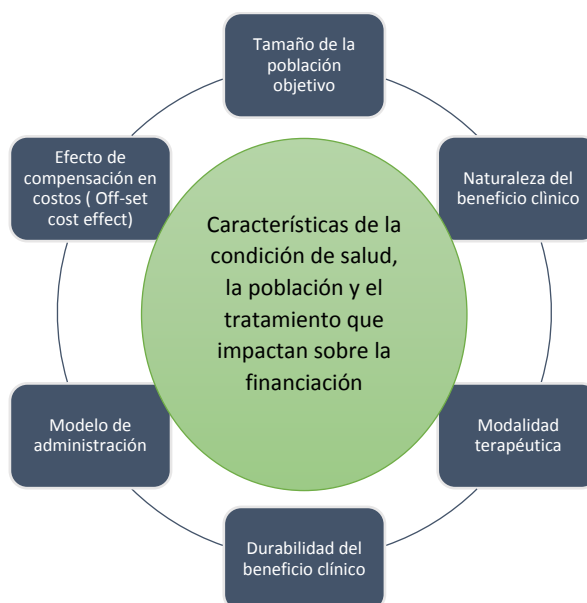 Tamaño de la
población
objetivo
Naturaleza del
beneficio clìnico
Modalidad
terapéutica
Durabilidad del
beneficio clínico
Modelo de
administración
Efecto de
compensación en
costos ( Off-set
cost effect)
Características de la
condición de salud,
la población y el
tratamiento que
impactan sobre la
financiación